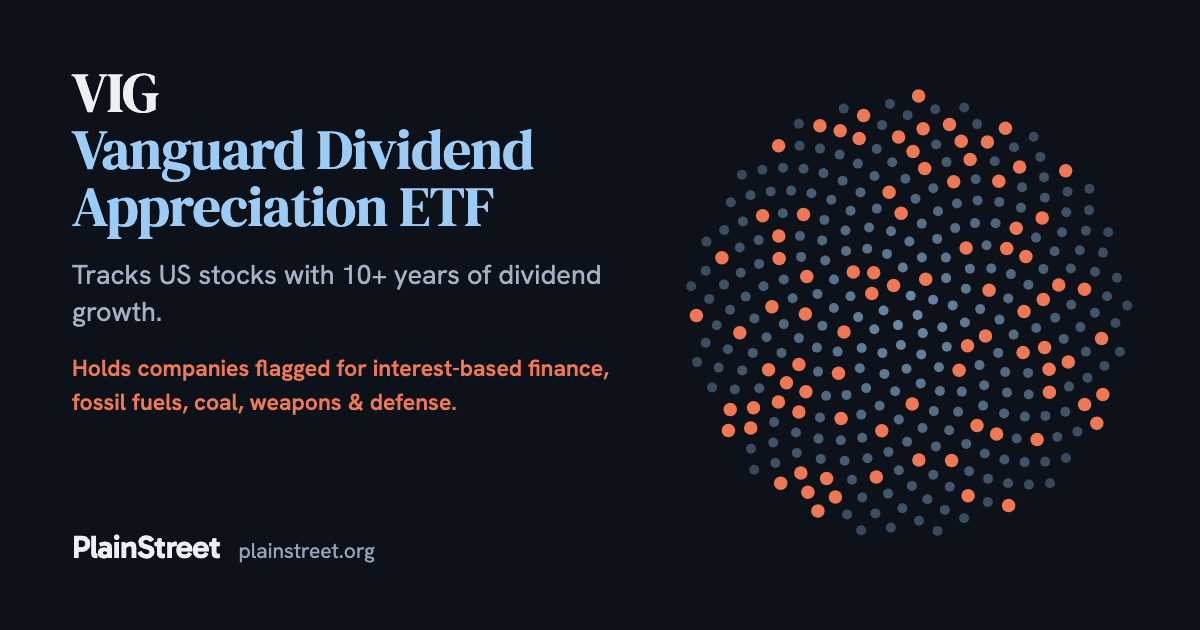 VIG
Vanguard Dividend
Appreciation ETF
Tracks US stocks with 10+ years of dividend
growth.
Holds companies flagged for interest-based finance,
fossil fuels, coal, weapons & defense.
PlainStreet plainstreet.org